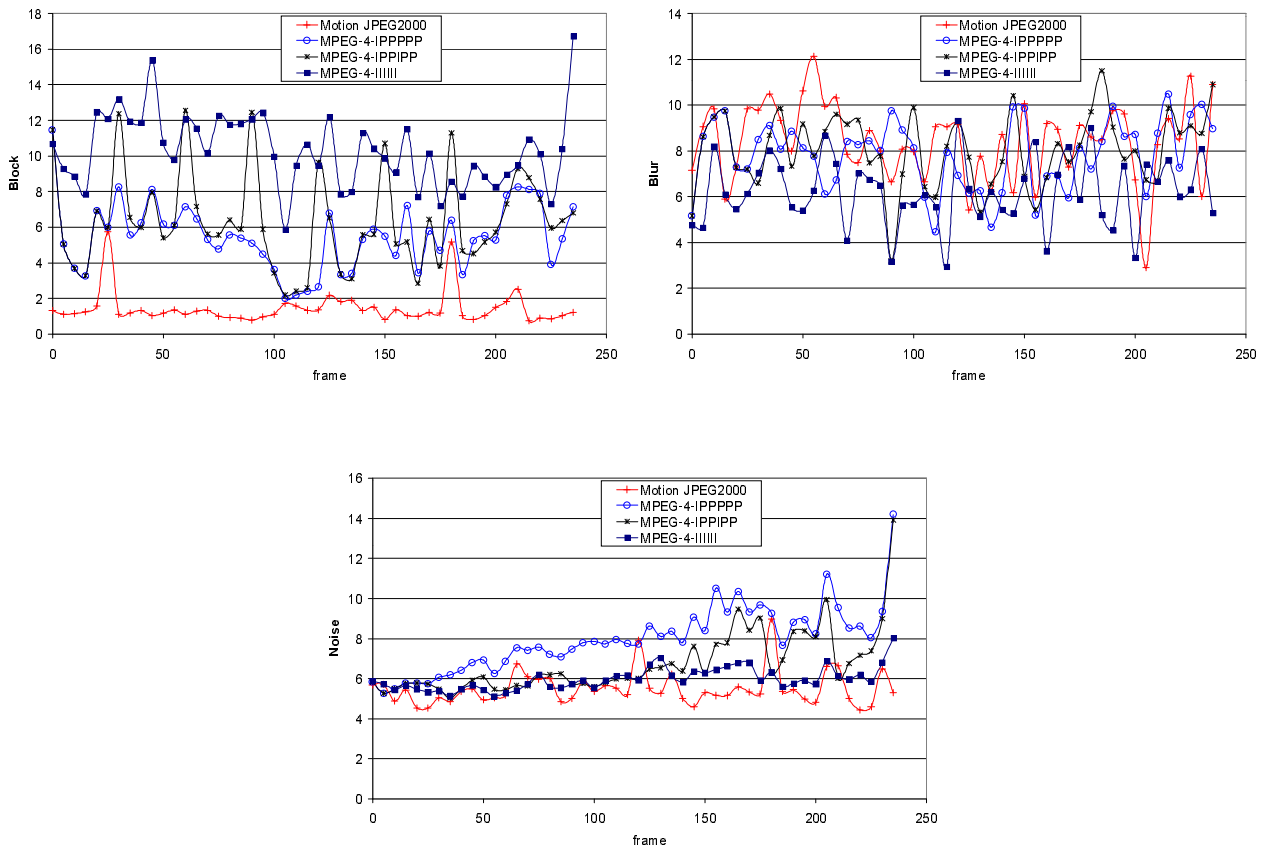 18
16
14
12
10
8
6
4
2
0
Block
Motion JPEG2000
MPEG-4-IPPPPP
MPEG-4-IPPIPP
MPEG-4-IIIIII
0
50
100
150
200
250
frame
14
12
10
8
6
4
2
0
Blur
Motion JPEG2000
MPEG-4-IPPPPP
MPEG-4-IPPIPP
MPEG-4-IIIIII
0
50
100
150
200
250
frame
16
14
12
10
8
6
4
2
0
Noise
Motion JPEG2000
MPEG-4-IPPPPP
MPEG-4-IPPIPP
MPEG-4-IIIIII
0
50
100
150
200
250
frame